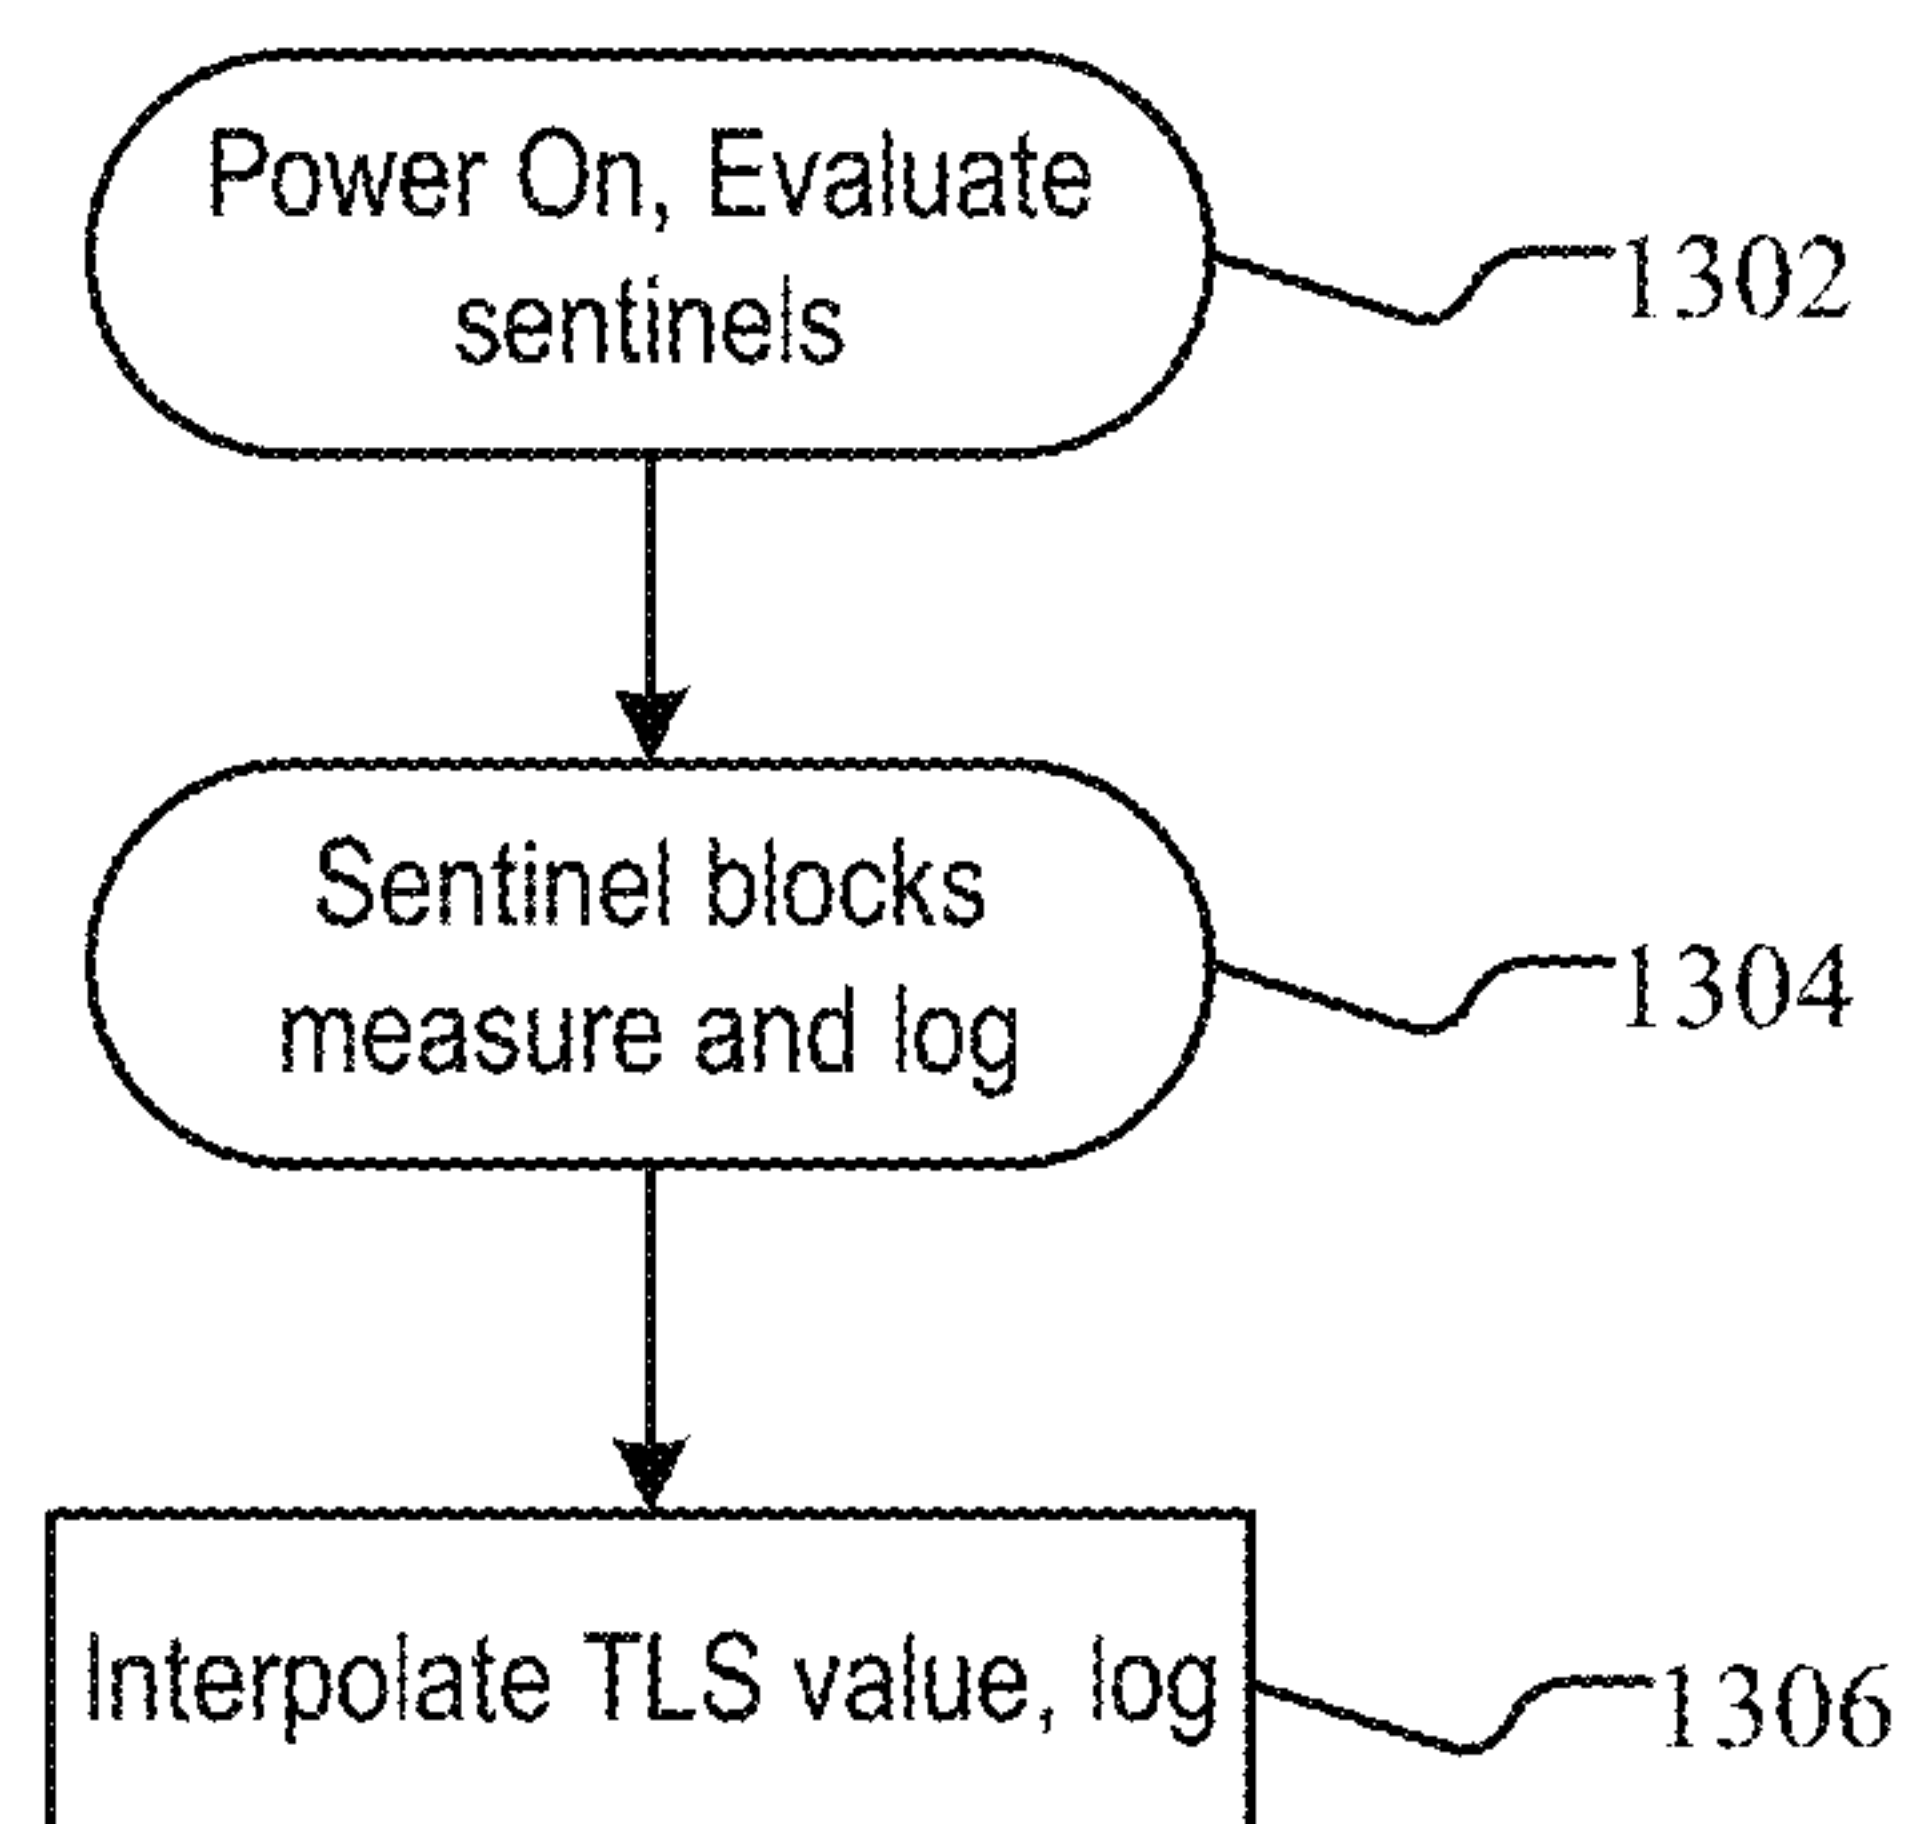 Power On, Evaluate
sentinels
1302
Sentinel blocks
measure and log
1304
Interpolate TLS value, log
1306